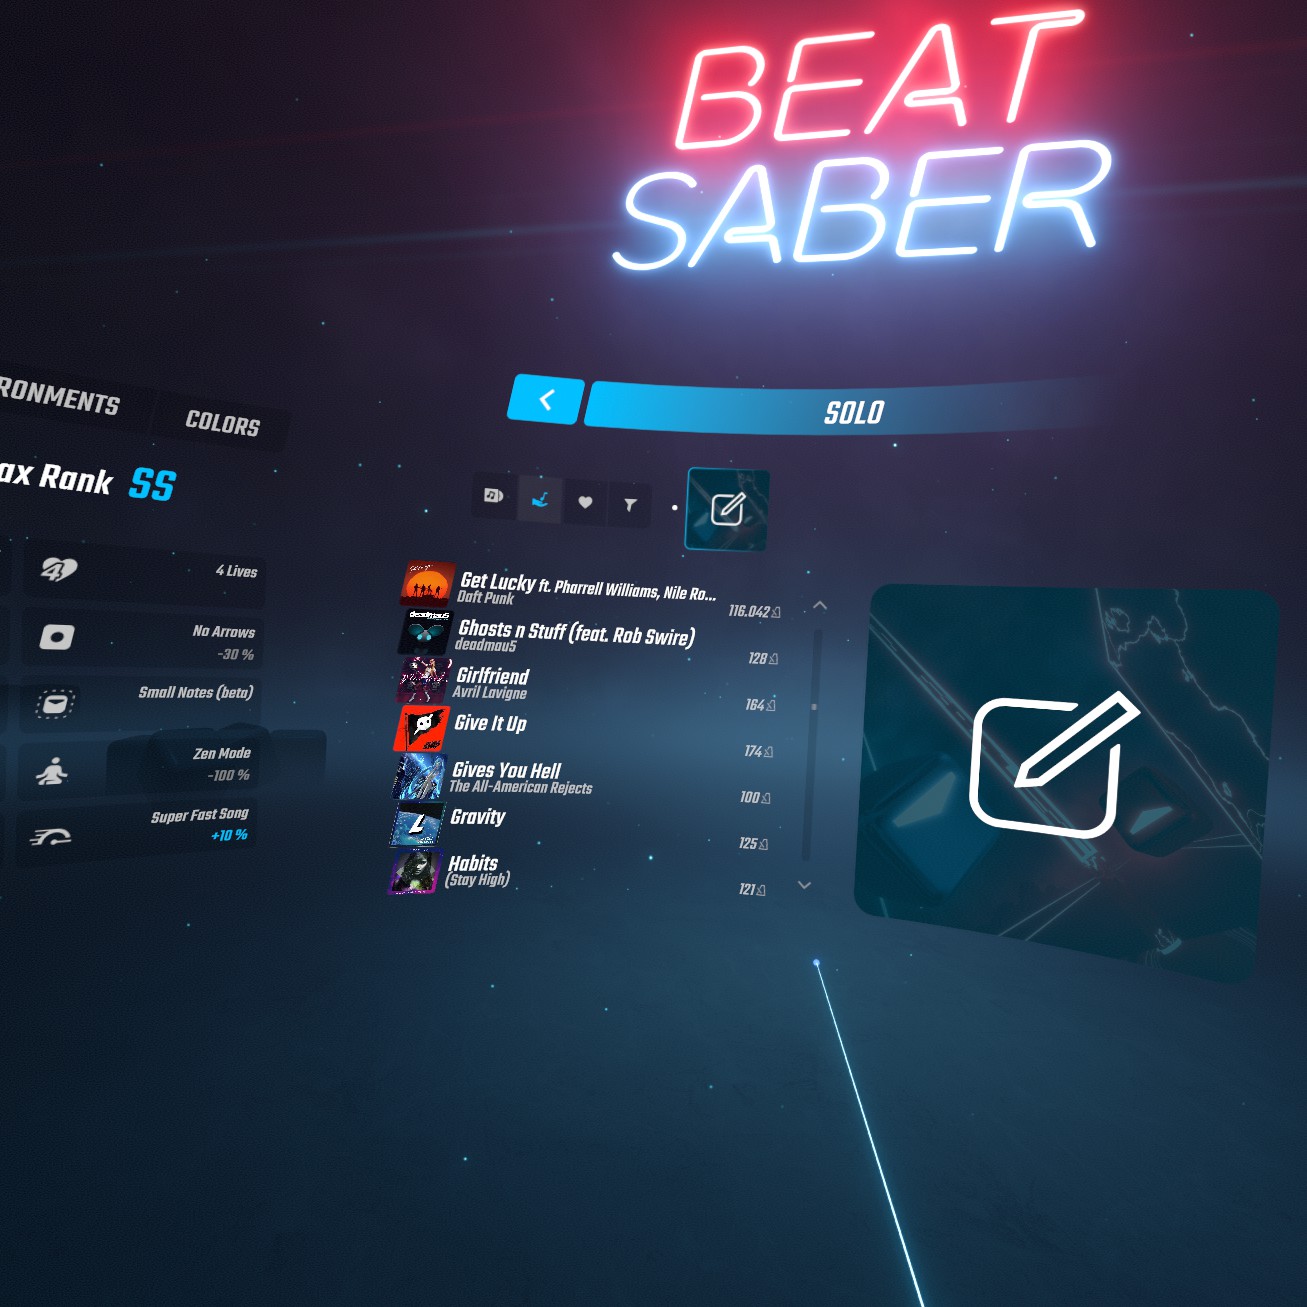 BEAT
SABER
RONMENTS
COLORS
SOLO
ax Rank SS
4
4 Lives
No Arrows
-30 %
Small Notes (beta)
Zen Mode
-100 %
Super Fast Song
+10 %
Get Lucky ft. Pharrell Williams, Nile Ro...
Daft Punk
116.042
deadmau5
Ghosts n Stuff (feat. Rob Swire)
deadmau5
128
Girlfriend
Avril Lavigne
164
Give It Up
174
Gives You Hell
The All-American Rejects
100
Gravity
125
Habits
(Stay High)
121